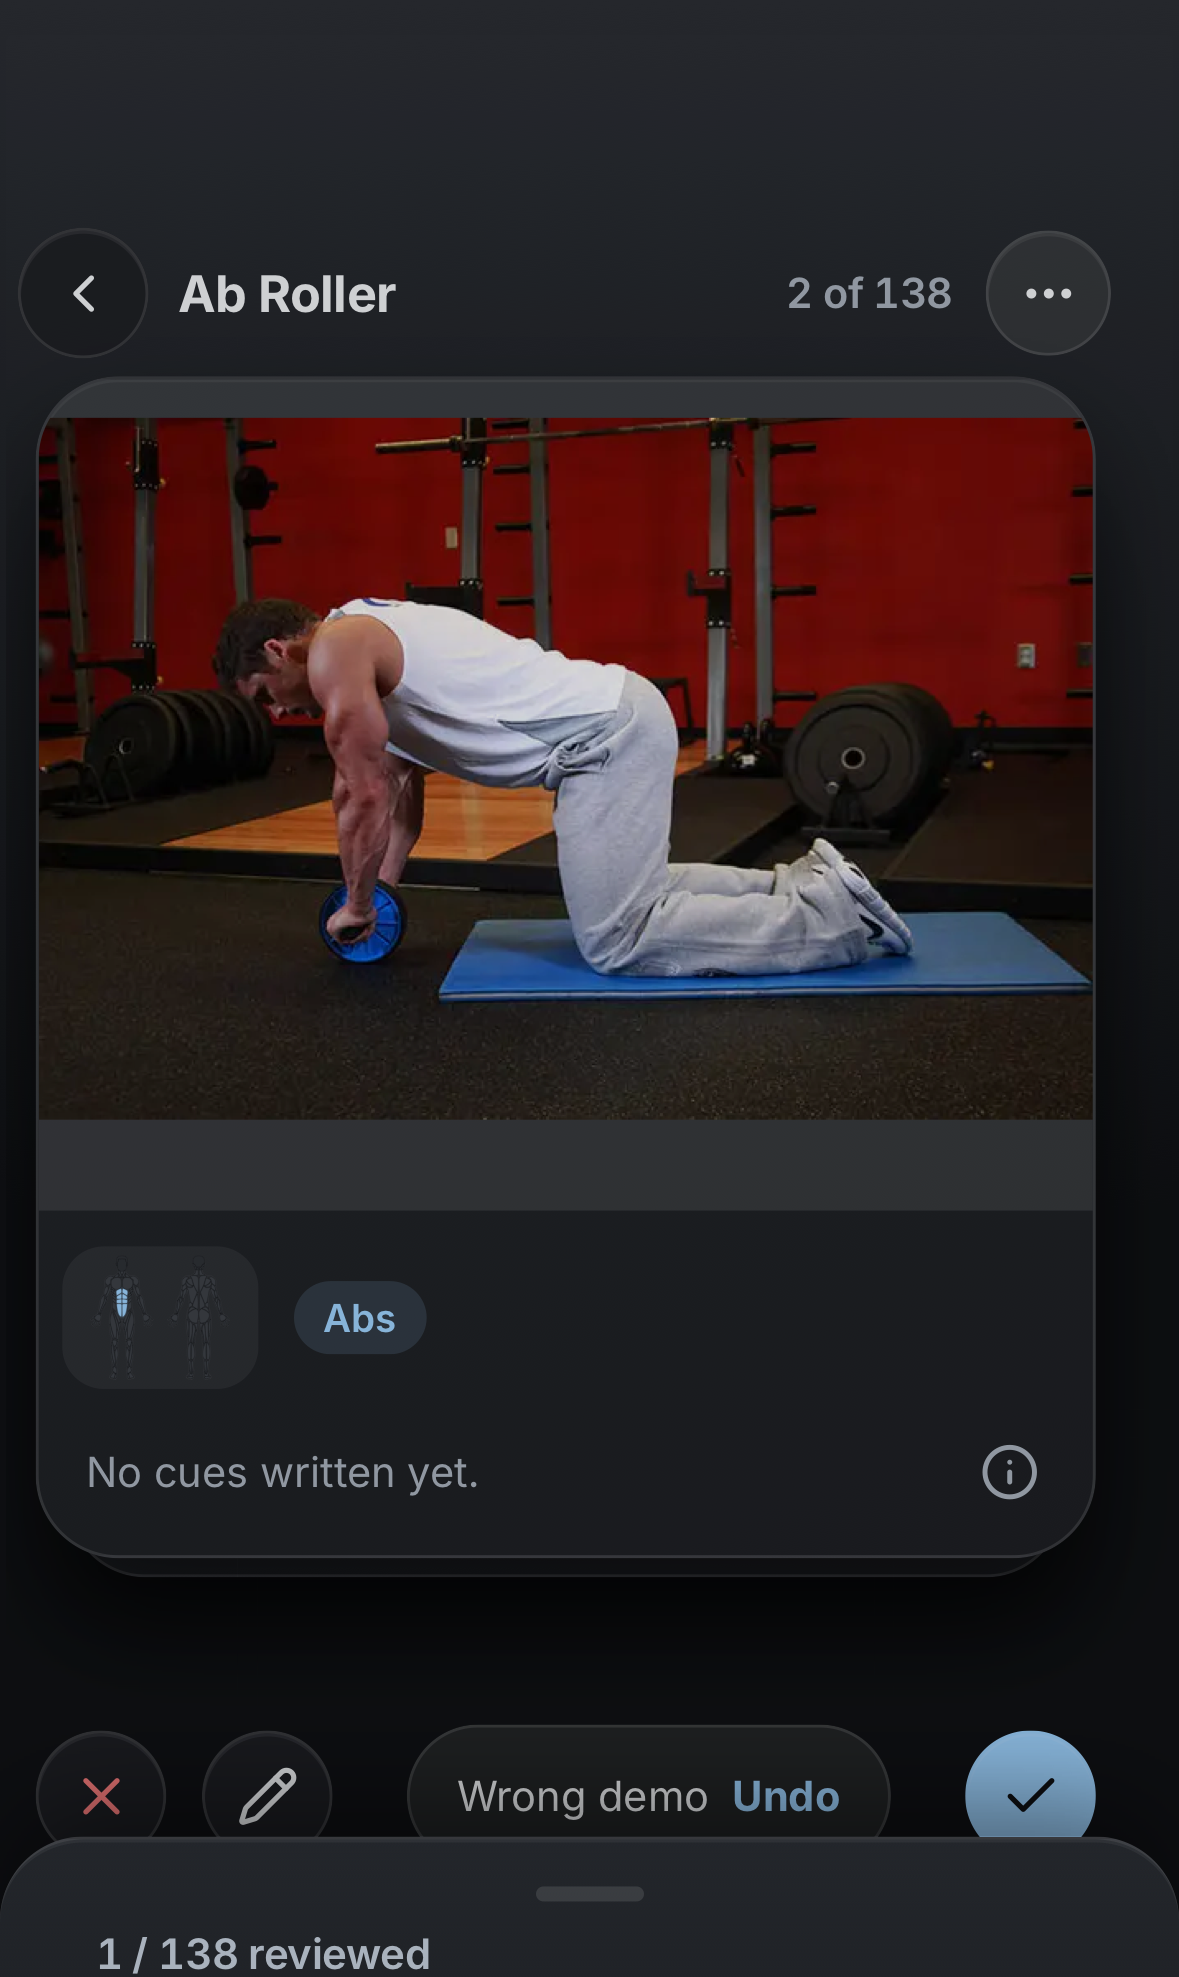 Ab Roller
2 of 138
Abs
No cues written yet.
Wrong demo Undo
1 / 138 reviewed